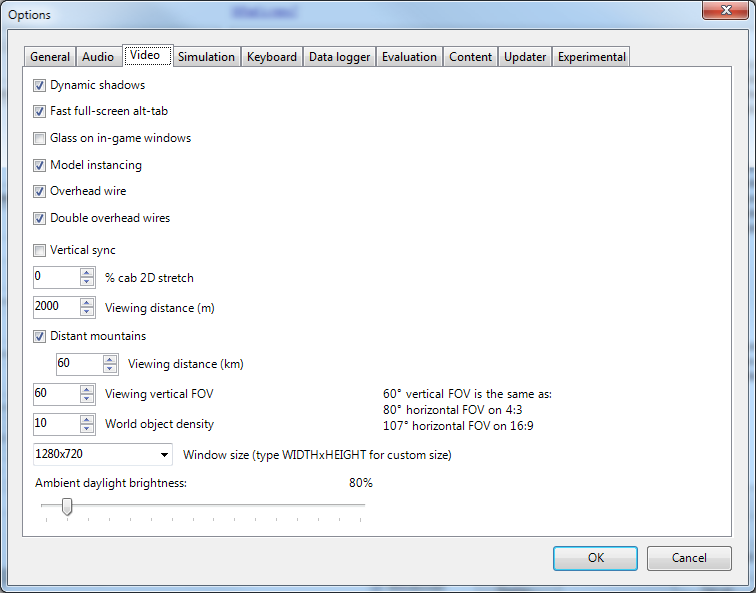 Options
General Audio Video Simulation Keyboard Data logger Evaluation Content Updater Experimental
Dynamic shadows
Fast full-screen alt-tab
Glass on in-game windows
Model instancing
Overhead wire
Double overhead wires
Vertical sync
0 % cab 2D stretch
2000 Viewing distance (m)
Distant mountains
60 Viewing distance (km)
60 Viewing vertical FOV
10 World object density
60° vertical FOV is the same as:
80° horizontal FOV on 4:3
107° horizontal FOV on 16:9
1280x720 Window size (type WIDTHxHEIGHT for custom size)
Ambient daylight brightness: 80%
OK Cancel